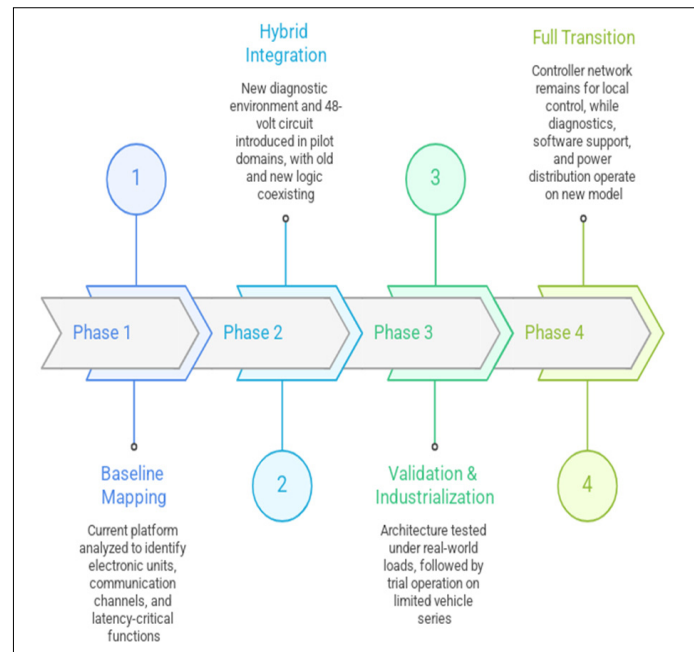 Hybrid
Integration
New diagnostic
environment and 48-
volt circuit
introduced in pilot
domains, with old
and new logic
coexisting
Full Transition
Controller network
remains for local
control, while
diagnostics,
software support,
and power
distribution operate
on new model
1
3
Phase 1
Phase 2
Phase 3
Phase 4
Baseline
Mapping
Current platform
analyzed to identify
electronic units,
communication
channels, and
latency-critical
functions
2
Validation &
Industrialization
Architecture tested
under real-world
loads, followed by
trial operation on
limited vehicle
series
4